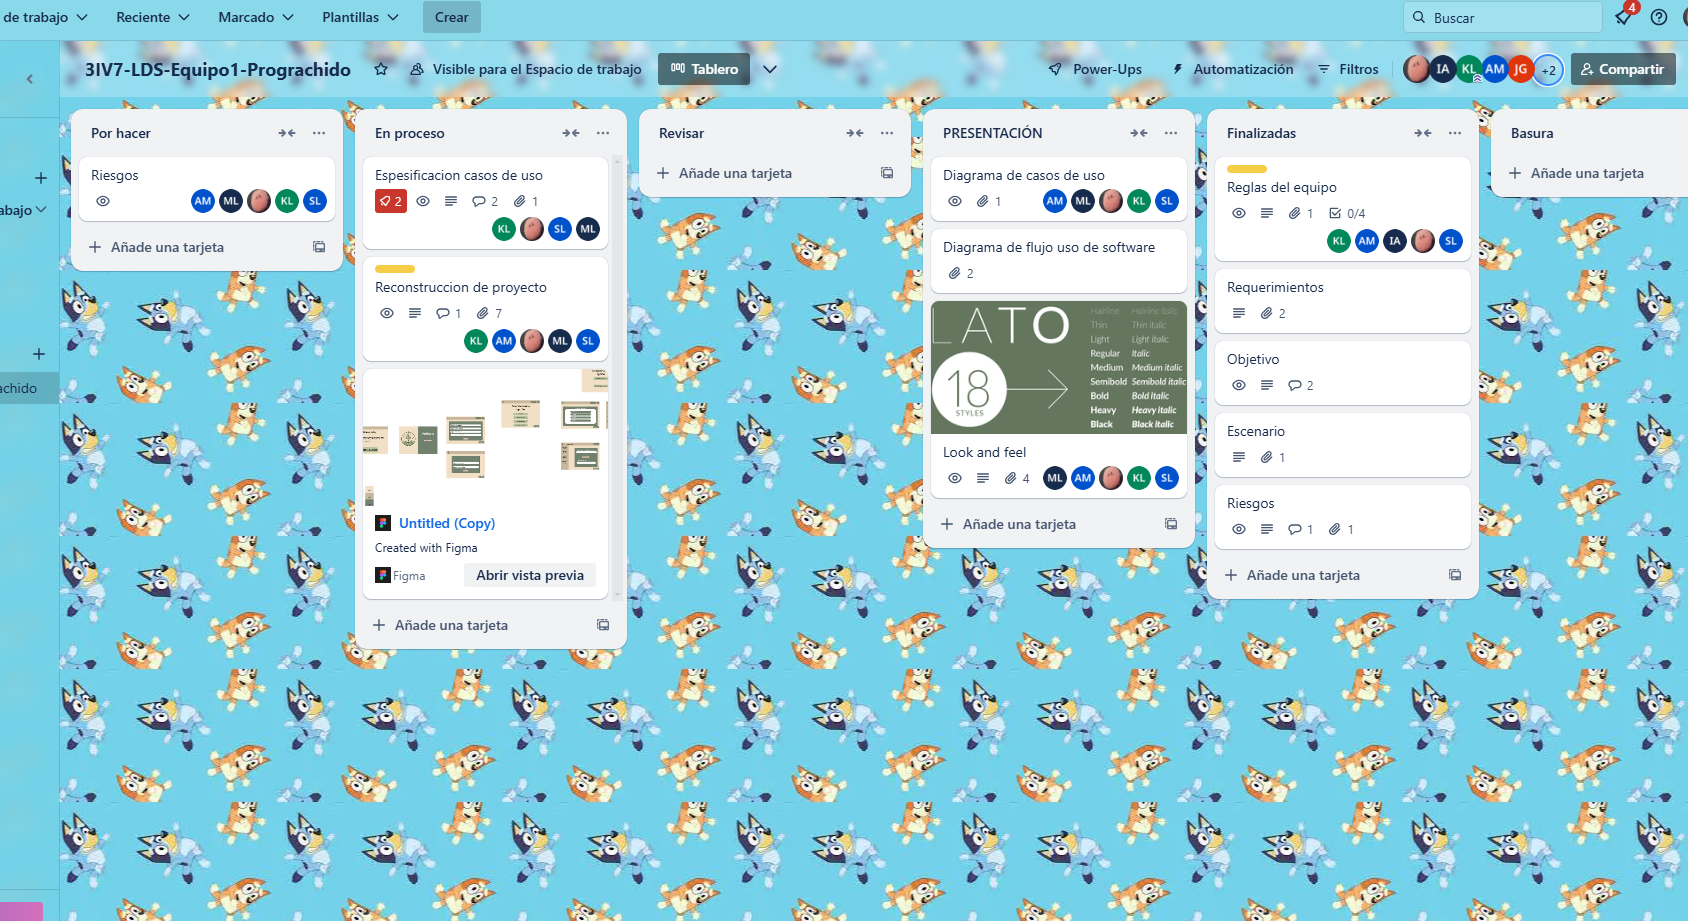 de trabajo
Reciente
Marcado
Plantillas
Crear
Buscar
4
3IV7-LDS-Equipo1-Prograchido
Visible para el Espacio de trabajo
Tablero
Power-Ups
Automatización
Filtros
IA
KL
AM
JG
+2
Compartir
abajo
achido
Por hacer
Riesgos
AM ML KL SL
Añade una tarjeta
En proceso
Espesificacion casos de uso
2 2 1
KL SL ML
Reconstruccion de proyecto
1 7
KL AM ML SL
Untitled (Copy)
Created with Figma
Figma
Abrir vista previa
Añade una tarjeta
Revisar
Añade una tarjeta
PRESENTACIÓN
Diagrama de casos de uso
1 AM ML KL SL
Diagrama de flujo uso de software
2
LATO
18
STYLES
Hairline Hairline italic
Thin Thin italic
Light Light italic
Regular Italic
Medium Medium italic
Semibold Semibold italic
Bold Bold italic
Heavy Heavy italic
Black Black italic
Look and feel
4 ML AM KL SL
Añade una tarjeta
Finalizadas
Reglas del equipo
1 0/4
KL AM IA SL
Requerimientos
2
Objetivo
2
Escenario
1
Riesgos
1 1
Añade una tarjeta
Basura
Añade una tarjeta